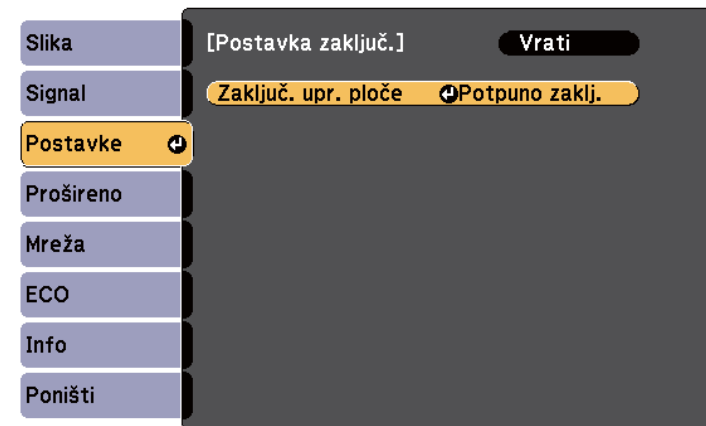 Slika
Signal
Postavke
Prošireno
Mreža
ECO
Info
Poništi
[Postavka zaključ.] Vrati
Zaključ. upr. ploče Potpuno zaklj.